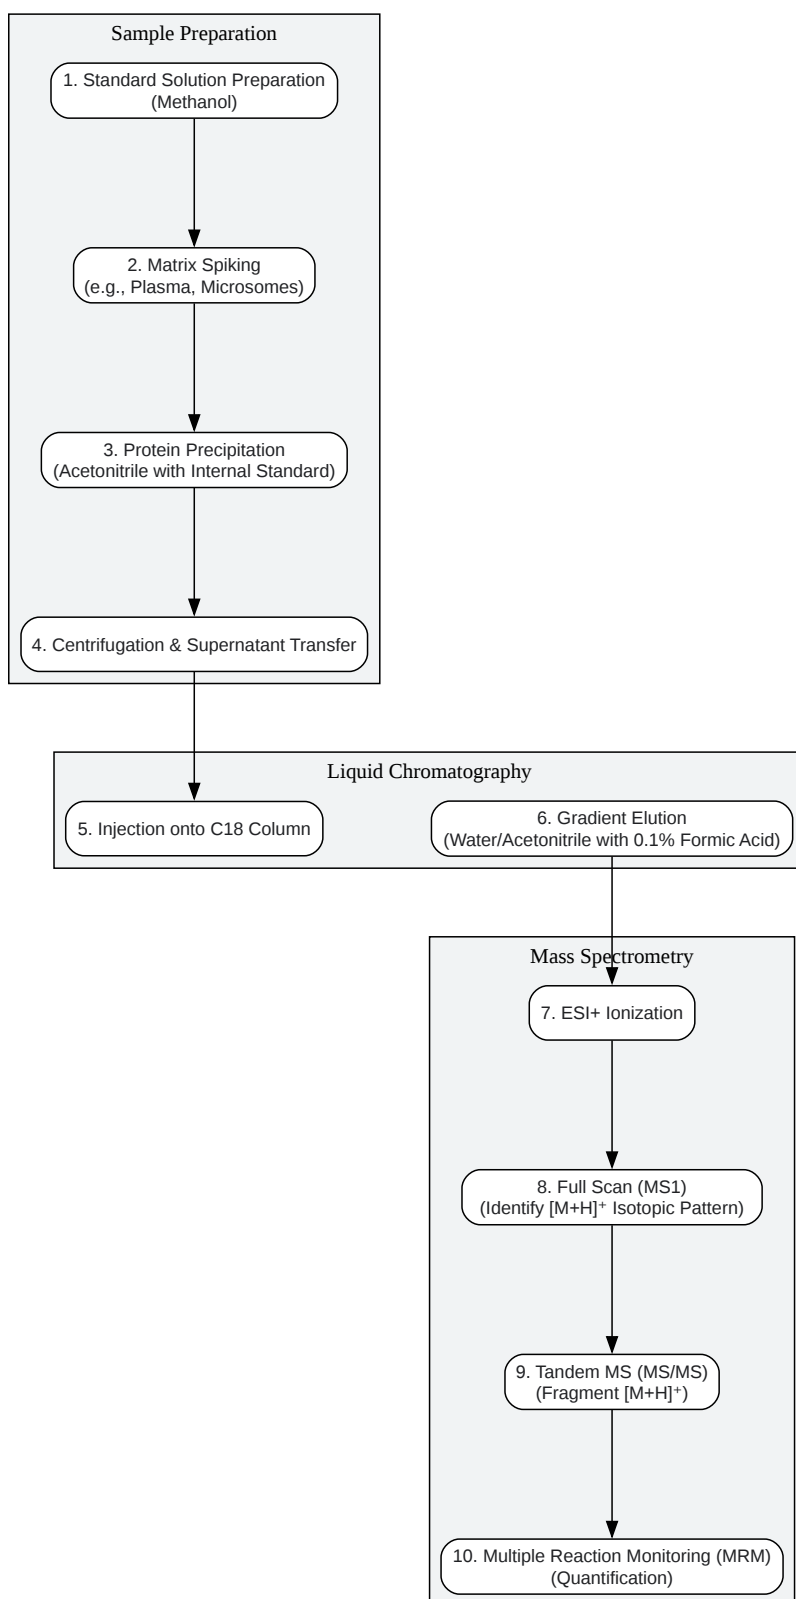 Sample Preparation
1. Standard Solution Preparation
(Methanol)
2. Matrix Spiking
(e.g., Plasma, Microsomes)
3. Protein Precipitation
(Acetonitrile with Internal Standard)
4. Centrifugation & Supernatant Transfer
Liquid Chromatography
5. Injection onto C18 Column
6. Gradient Elution
(Water/Acetonitrile with 0.1% Formic Acid)
Mass Spectrometry
7. ESI+ Ionization
8. Full Scan (MS1)
(Identify [M+H]⁺ Isotopic Pattern)
9. Tandem MS (MS/MS)
(Fragment [M+H]⁺)
10. Multiple Reaction Monitoring (MRM)
(Quantification)